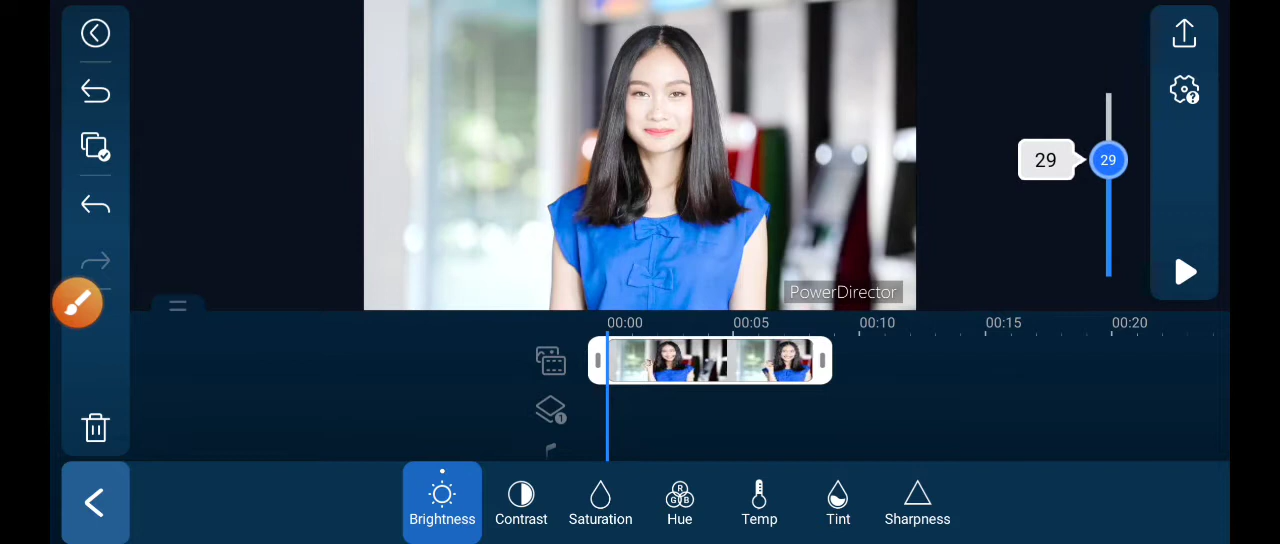 29
29
PowerDirector
00:00
00:05
00:10
00:15
00:20
1
R
G B
Brightness
Contrast
Saturation
Hue
Temp
Tint
Sharpness